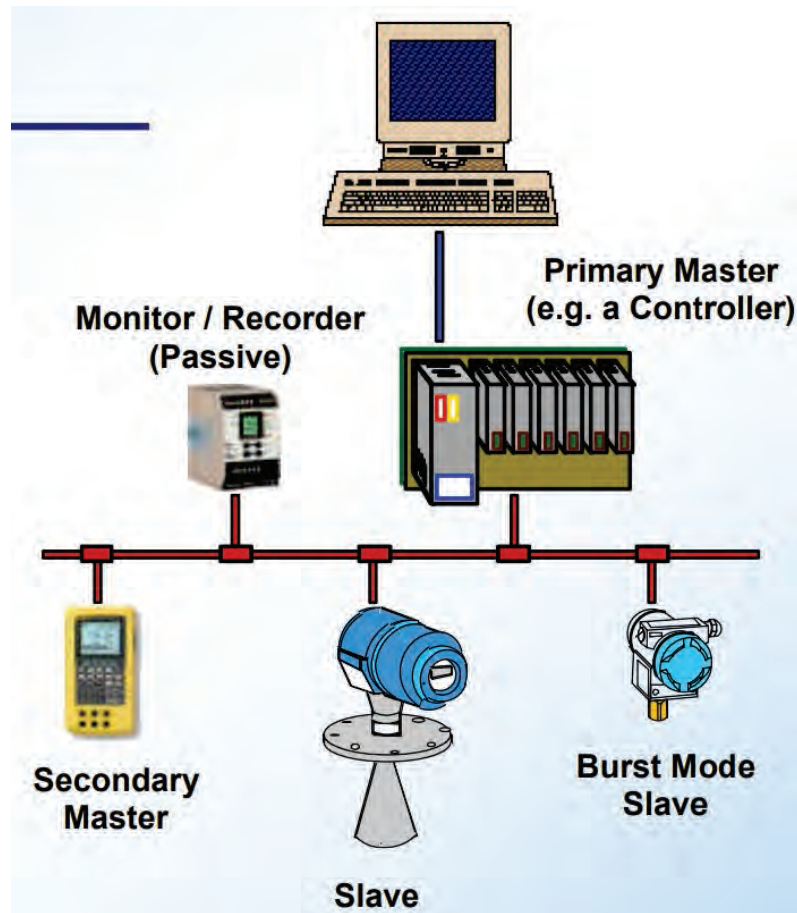 Primary Master
(e.g. a Controller)
Monitor / Recorder
(Passive)
Secondary
Master
Slave
Burst Mode
Slave